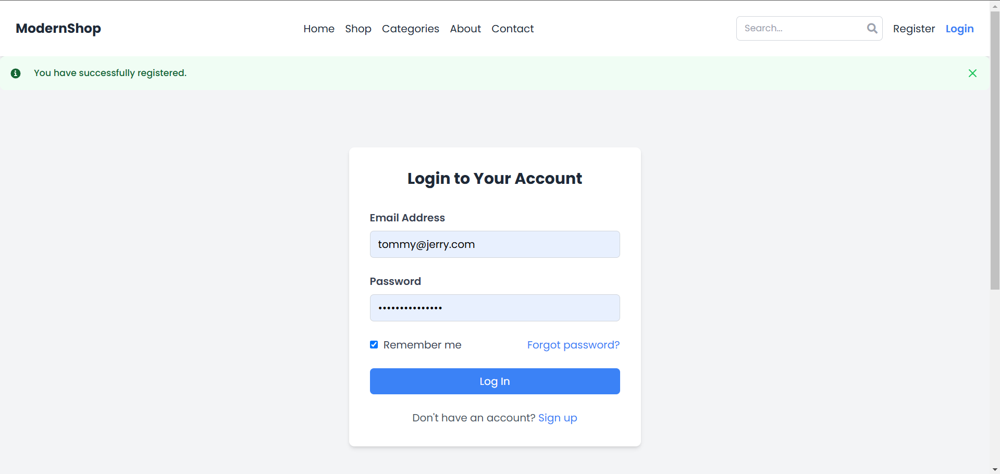 ModernShop
Home Shop Categories About Contact
Search...
Register Login
You have successfully registered.
Login to Your Account
Email Address
tommy@jerry.com
Password
•••••••••••••••
Remember me
Forgot password?
Log In
Don't have an account? Sign up